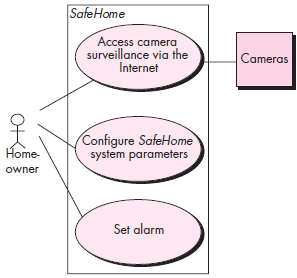 SafeHome
Access camera
surveillance via the
Internet
Cameras
Configure SafeHome
system parameters
Home-
owner
Set alarm